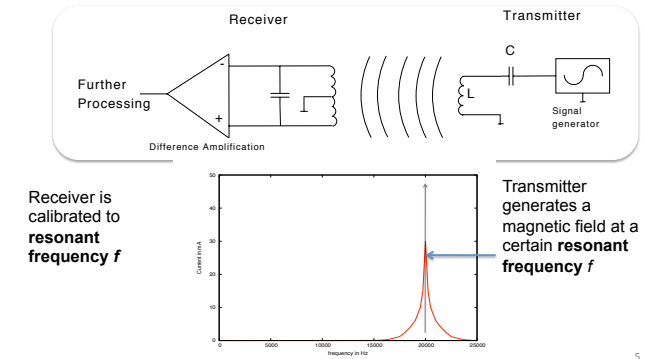 Receiver
Transmitter
C
Further
Processing
-
+
L
Signal
generator
Difference Amplification
Receiver is
calibrated to
resonant
frequency f
50
40
30
20
10
0
Current in mA
0 5000 10000 15000 20000 25000
frequency in Hz
Transmitter
generates a
magnetic field at a
certain resonant
frequency f
5